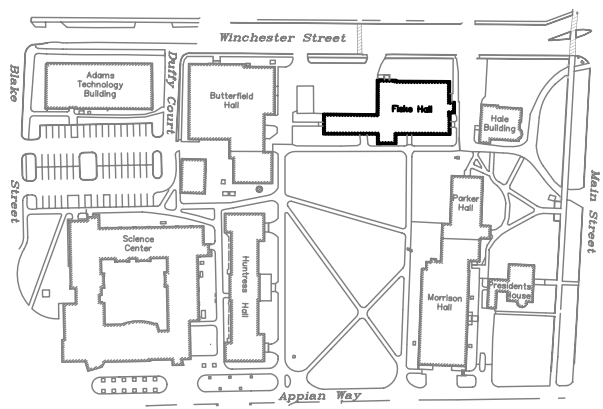 Winchester Street
Blake
Street
Adams
Technology
Building
Duffy Court
Butterfield
Hall
Fiske Hall
Hale
Building
Main Street
Parker
Hall
Science
Center
Huntress Hall
Morrison
Hall
Presidents
House
Appian Way